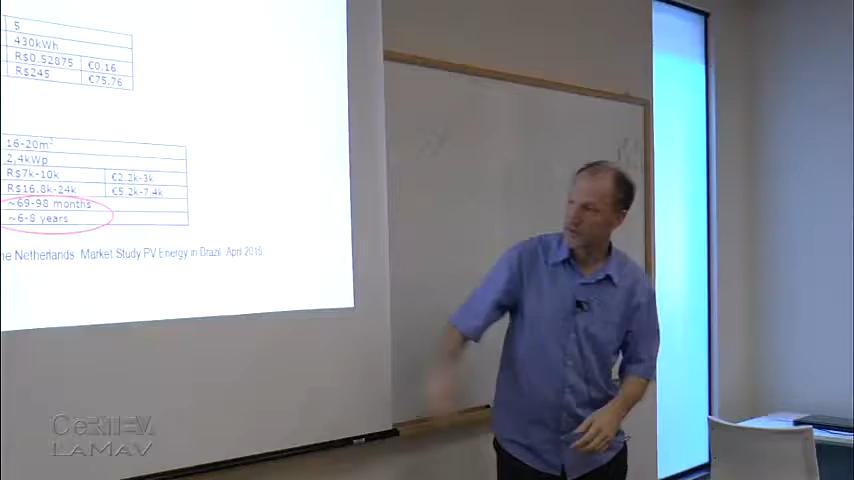 5
430kWh
R$0.52875 €0.16
R$245 €75.76
16-20m²
2,4kWp
R$7k-10k €2.2k-3k
R$16.8k-24k €5.2k-7.4k
~69-98 months
~6-8 years
he Netherlands Market Study PV Energy in Brazil April 2015
CeRTEV
LAMAV